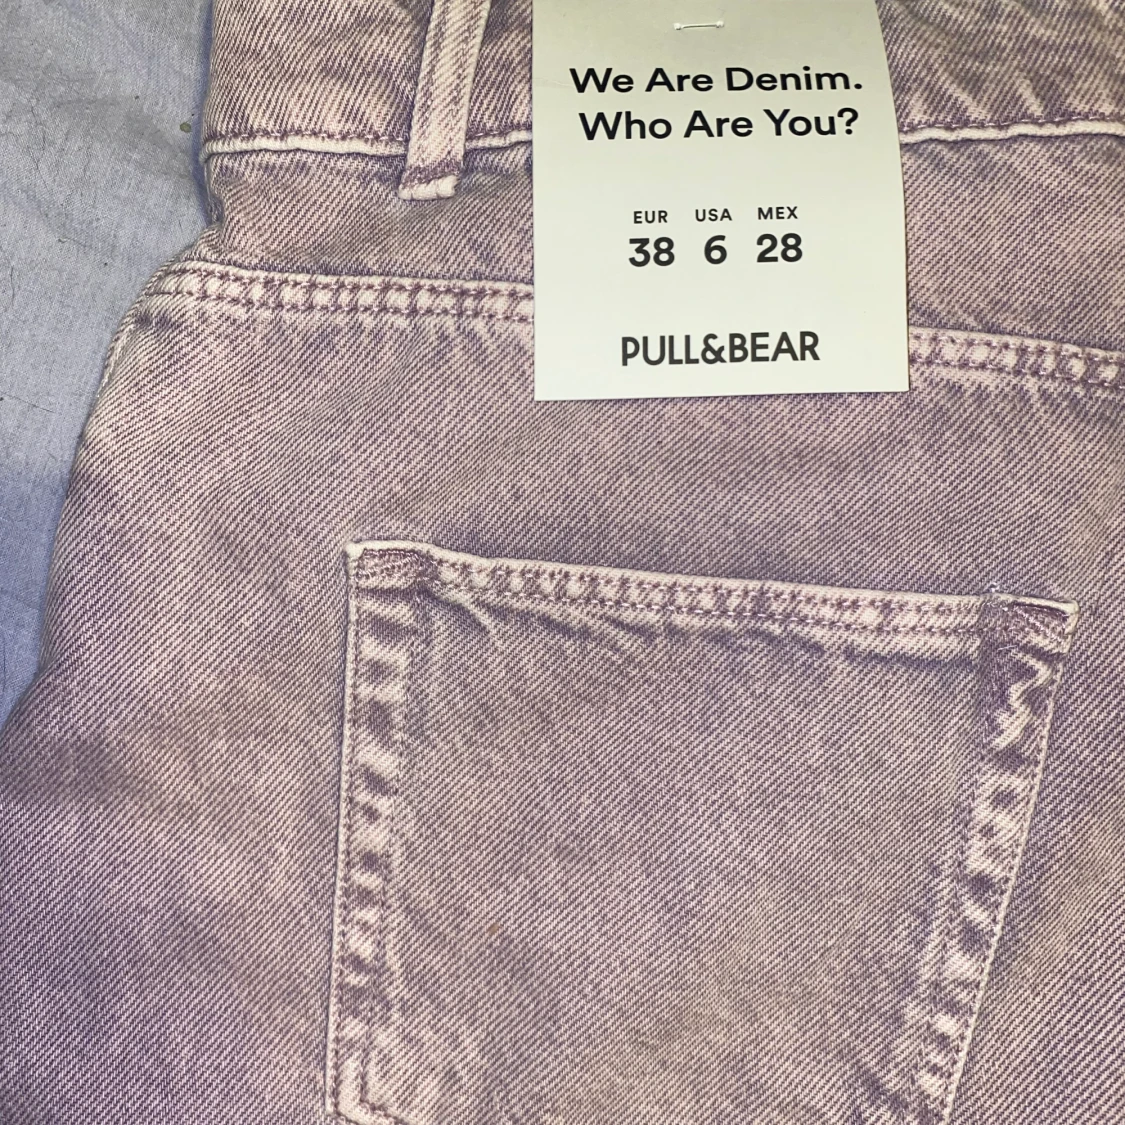 We Are Denim.
Who Are You?
EUR USA MEX
38 6 28
PULL&BEAR